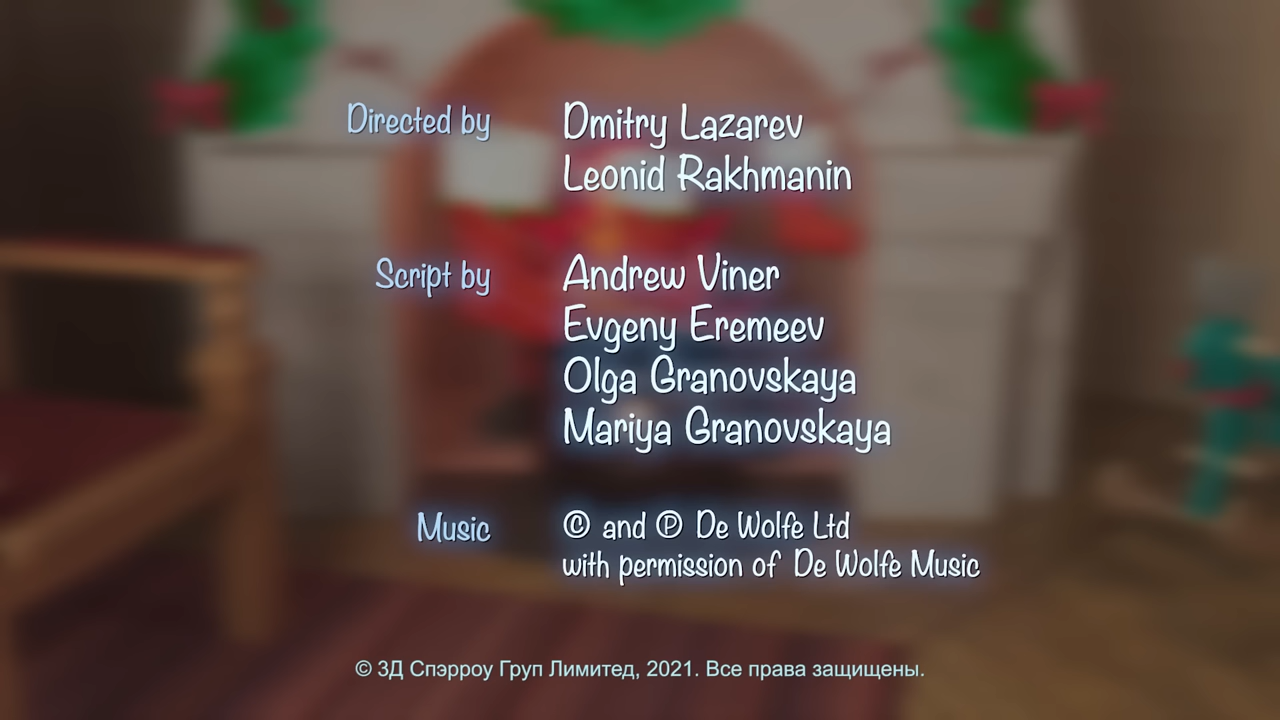 Directed by Dmitry Lazarev
Leonid Rakhmanin
Script by Andrew Viner
Evgeny Eremeev
Olga Granovskaya
Mariya Granovskaya
Music © and ℗ De Wolfe Ltd
with permission of De Wolfe Music
© 3Д Спэрроу Груп Лимитед, 2021. Все права защищены.